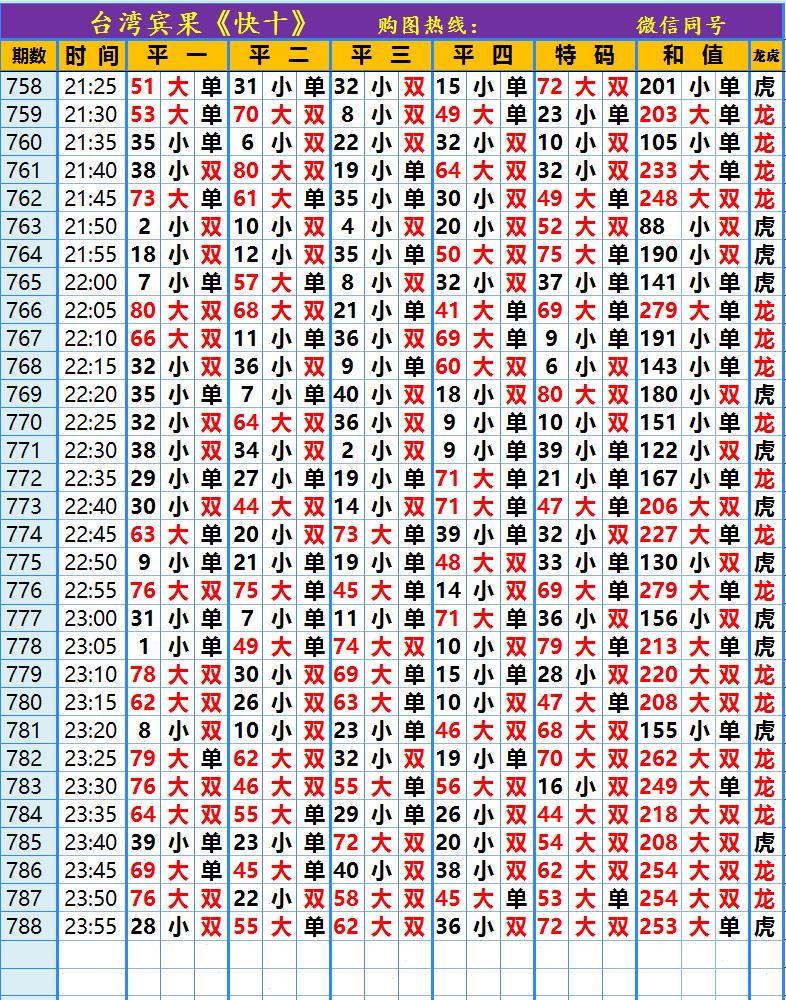 台湾宾果《快十》 购图热线： 微信同号
期数 时间 平一 平二 平三 平四 特码 和值 龙虎
758 21:25 51 大 单 31 小 单 32 小 双 15 小 单 72 大 双 201 小 单 虎
759 21:30 53 大 单 70 大 双 8 小 双 49 大 单 23 小 单 203 大 单 龙
760 21:35 35 小 单 6 小 双 22 小 双 32 小 双 10 小 双 105 小 单 龙
761 21:40 38 小 双 80 大 双 19 小 单 64 大 双 32 小 双 233 大 单 龙
762 21:45 73 大 单 61 大 单 35 小 单 30 小 双 49 大 单 248 大 双 龙
763 21:50 2 小 双 10 小 双 4 小 双 20 小 双 52 大 双 88 小 双 虎
764 21:55 18 小 双 12 小 双 35 小 单 50 大 双 75 大 单 190 小 双 虎
765 22:00 7 小 单 57 大 单 8 小 双 32 小 双 37 小 单 141 小 单 虎
766 22:05 80 大 双 68 大 双 21 小 单 41 大 单 69 大 单 279 大 单 龙
767 22:10 66 大 双 11 小 单 36 小 双 69 大 单 9 小 单 191 小 单 龙
768 22:15 32 小 双 36 小 双 9 小 单 60 大 双 6 小 双 143 小 单 龙
769 22:20 35 小 单 7 小 单 40 小 双 18 小 双 80 大 双 180 小 双 虎
770 22:25 32 小 双 64 大 双 36 小 双 9 小 单 10 小 双 151 小 单 龙
771 22:30 38 小 双 34 小 双 2 小 双 9 小 单 39 小 单 122 小 双 虎
772 22:35 29 小 单 27 小 单 19 小 单 71 大 单 21 小 单 167 小 单 龙
773 22:40 30 小 双 44 大 双 14 小 双 71 大 单 47 大 单 206 大 双 虎
774 22:45 63 大 单 20 小 双 73 大 单 39 小 单 32 小 双 227 大 单 龙
775 22:50 9 小 单 21 小 单 19 小 单 48 大 双 33 小 单 130 小 双 虎
776 22:55 76 大 双 75 大 单 45 大 单 14 小 双 69 大 单 279 大 单 龙
777 23:00 31 小 单 7 小 单 11 小 单 71 大 单 36 小 双 156 小 双 虎
778 23:05 1 小 单 49 大 单 74 大 双 10 小 双 79 大 单 213 大 单 虎
779 23:10 78 大 双 30 小 双 69 大 单 15 小 单 28 小 双 220 大 双 龙
780 23:15 62 大 双 26 小 双 63 大 单 10 小 双 47 大 单 208 大 双 龙
781 23:20 8 小 双 10 小 双 23 小 单 46 大 双 68 大 双 155 小 单 虎
782 23:25 79 大 单 62 大 双 32 小 双 19 小 单 70 大 双 262 大 双 龙
783 23:30 76 大 双 46 大 双 55 大 单 56 大 双 16 小 双 249 大 单 龙
784 23:35 64 大 双 55 大 单 29 小 单 26 小 双 44 大 双 218 大 双 龙
785 23:40 39 小 单 23 小 单 72 大 双 20 小 双 54 大 双 208 大 双 虎
786 23:45 69 大 单 45 大 单 40 小 双 38 小 双 62 大 双 254 大 双 龙
787 23:50 76 大 双 22 小 双 58 大 双 45 大 单 53 大 单 254 大 双 龙
788 23:55 28 小 双 55 大 单 62 大 双 36 小 双 72 大 双 253 大 单 虎